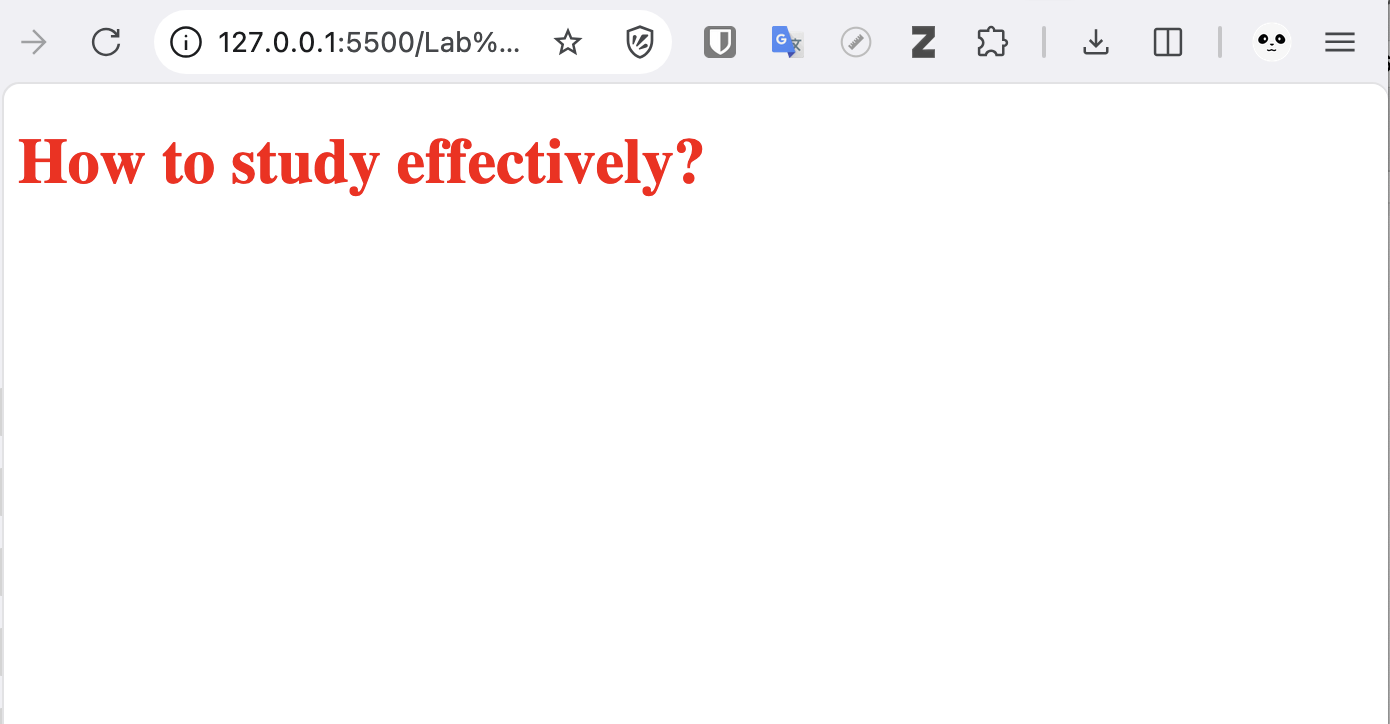 127.0.0.1:5500/Lab%...
How to study effectively?